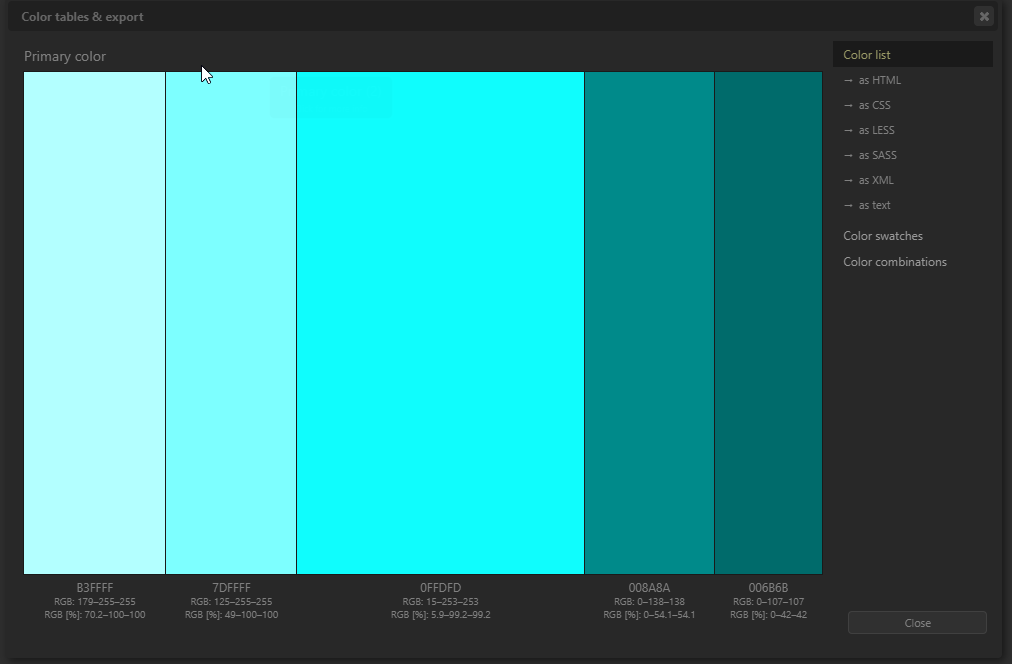 Color tables & export
Primary color
Color list
→ as HTML
→ as CSS
→ as LESS
→ as SASS
→ as XML
→ as text
Color swatches
Color combinations
B3FFFF
RGB: 179–255–255
RGB [%]: 70.2–100–100
7DFFFF
RGB: 125–255–255
RGB [%]: 49–100–100
0FFDFD
RGB: 15–253–253
RGB [%]: 5.9–99.2–99.2
008A8A
RGB: 0–138–138
RGB [%]: 0–54.1–54.1
006B6B
RGB: 0–107–107
RGB [%]: 0–42–42
Close